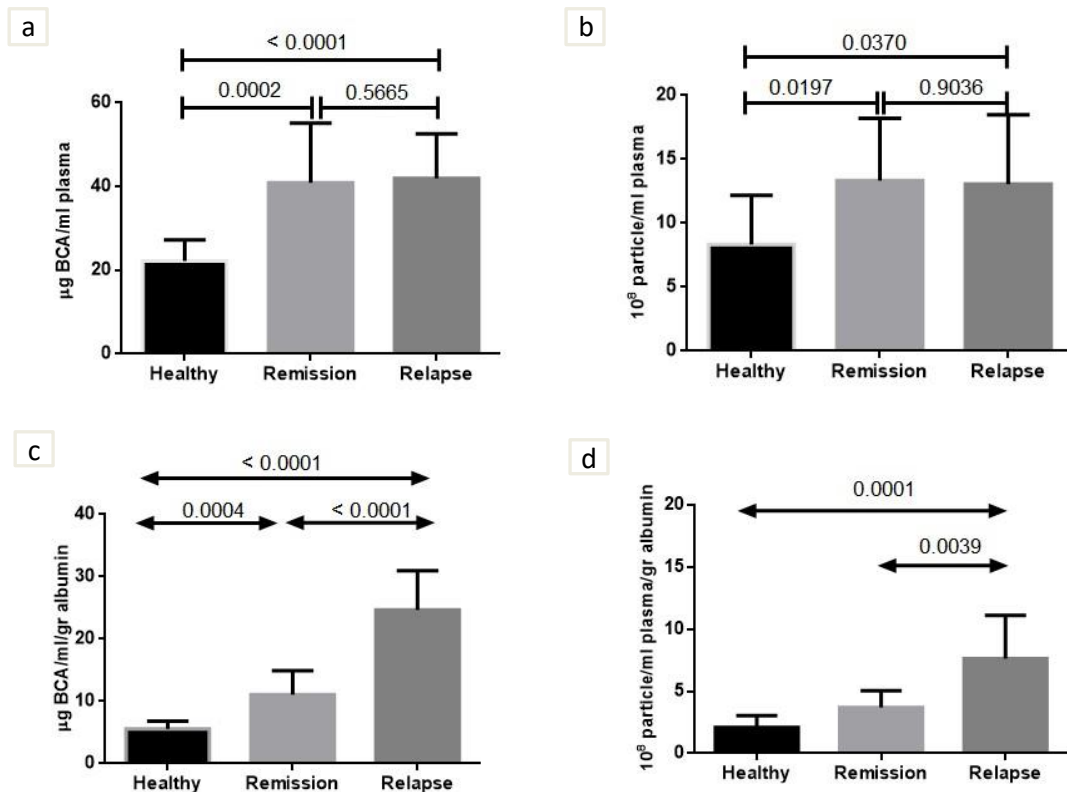 a
< 0.0001
0.0002
0.5665
60
40
20
0
µg BCA/ml plasma
Healthy
Remission
Relapse
b
0.0370
0.0197
0.9036
20
15
10
5
0
10⁸ particle/ml plasma
Healthy
Remission
Relapse
c
< 0.0001
0.0004
< 0.0001
40
30
20
10
0
µg BCA/ml/gr albumin
Healthy
Remission
Relapse
d
0.0001
0.0039
20
15
10
5
0
10⁸ particle/ml plasma/gr albumin
Healthy
Remission
Relapse